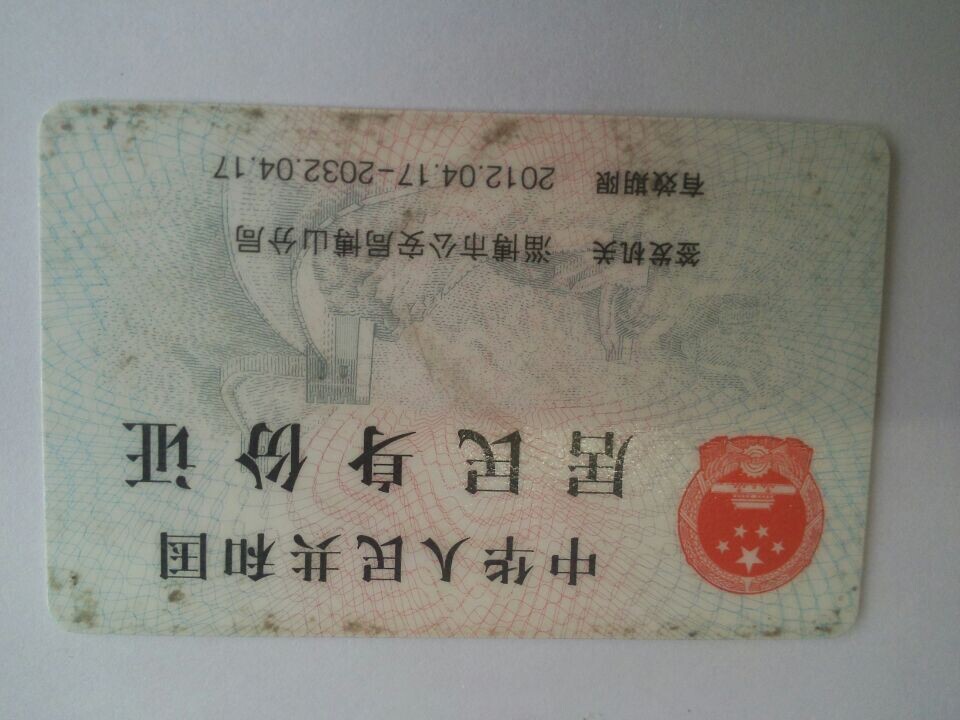 中华人民共和国
居民身份证
签发机关 淄博市公安局博山分局
有效期限 2012.04.17-2032.04.17